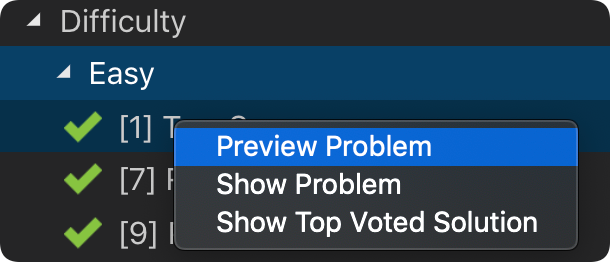 Difficulty
Easy
[1]
Preview Problem
[7]
Show Problem
[9]
Show Top Voted Solution